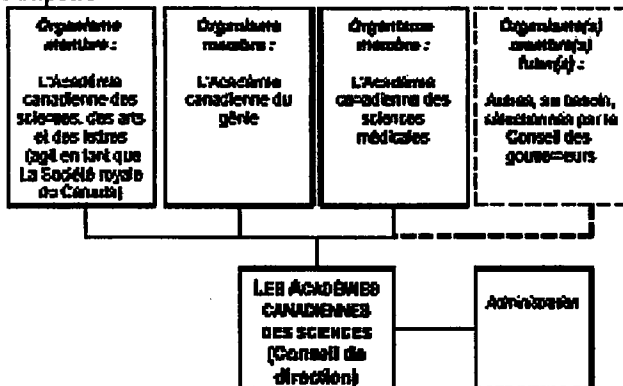 Organisme
membre :
L'Académie
canadienne des
sciences, des arts
et des lettres
(agit en tant que
La Société royale
du Canada)
Organisme
membre :
L'Académie
canadienne du
génie
Organisme
membre :
L'Académie
canadienne des
sciences
médicales
Organisme(s)
membre(s)
futur(s) :
Autres, au besoin,
sélectionnés par le
Conseil des
gouverneurs
LES ACADÉMIES
CANADIENNES
DES SCIENCES
(Conseil de
direction)
Administration